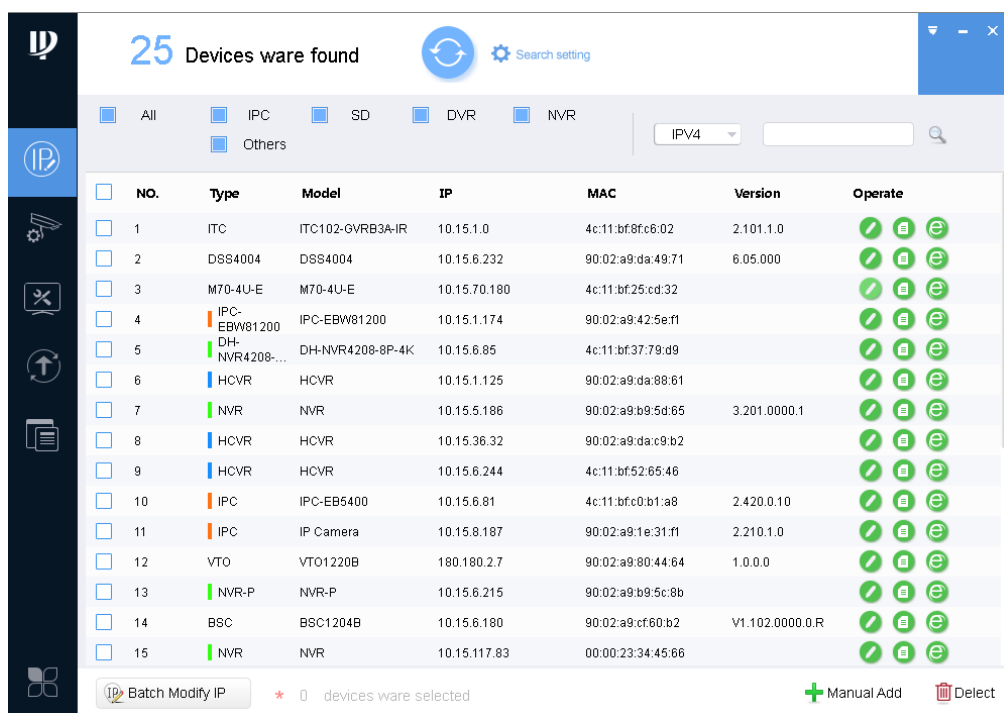 25 Devices ware found
Search setting
All IPC SD DVR NVR
Others
IPV4
NO. Type Model IP MAC Version Operate
1 ITC ITC102-GVRB3A-IR 10.15.1.0 4c:11:bf:8f:c6:02 2.101.1.0
2 DSS4004 DSS4004 10.15.6.232 90:02:a9:da:49:71 6.05.000
3 M70-4U-E M70-4U-E 10.15.70.180 4c:11:bf:25:cd:32
4 IPC-EBW81200 IPC-EBW81200 10.15.1.174 90:02:a9:42:5e:f1
5 DH-NVR4208-... DH-NVR4208-8P-4K 10.15.6.85 4c:11:bf:37:79:d9
6 HCVR HCVR 10.15.1.125 90:02:a9:da:88:61
7 NVR NVR 10.15.5.186 90:02:a9:b9:5d:65 3.201.0000.1
8 HCVR HCVR 10.15.36.32 90:02:a9:da:c9:b2
9 HCVR HCVR 10.15.6.244 4c:11:bf:52:65:46
10 IPC IPC-EB5400 10.15.6.81 4c:11:bf:c0:b1:a8 2.420.0.10
11 IPC IP Camera 10.15.8.187 90:02:a9:1e:31:f1 2.210.1.0
12 VTO VTO1220B 180.180.2.7 90:02:a9:80:44:64 1.0.0.0
13 NVR-P NVR-P 10.15.6.215 90:02:a9:b9:5c:8b
14 BSC BSC1204B 10.15.6.180 90:02:a9:cf:60:b2 V1.102.0000.0.R
15 NVR NVR 10.15.117.83 00:00:23:34:45:66
IP Batch Modify IP * 0 devices ware selected Manual Add Delect